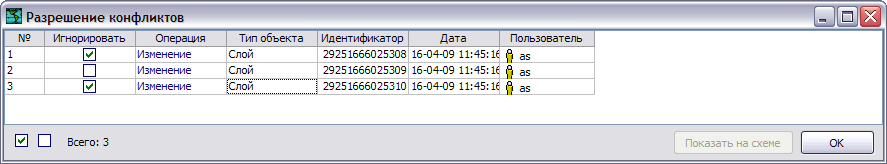 Разрешение конфликтов
№ Игнорировать Операция Тип объекта Идентификатор Дата Пользователь
1 Изменение Слой 29251666025308 16-04-09 11:45:16 as
2 Изменение Слой 29251666025309 16-04-09 11:45:16 as
3 Изменение Слой 29251666025310 16-04-09 11:45:16 as
Всего: 3 Показать на схеме OK